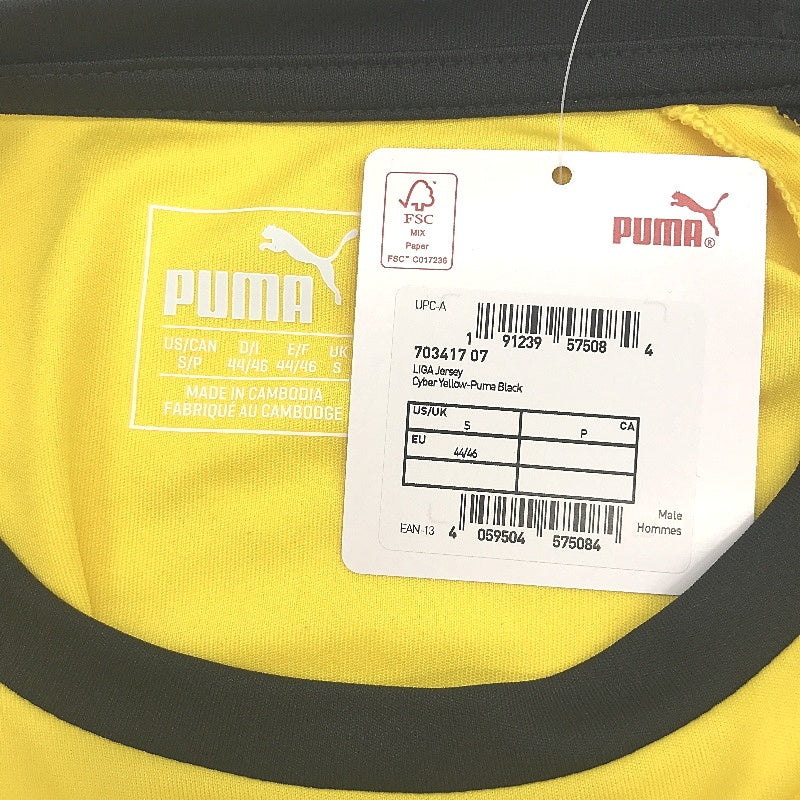 PUMA
US/CAN D/I E/F UK
S/P 44/46 44/46 S
MADE IN CAMBODIA
FABRIQUÉ AU CAMBODGE
FSC
MIX
Paper
FSC™ C017236
PUMA®
UPC-A
1 91239 57508 4
703417 07
LIGA Jersey
Cyber Yellow-Puma Black
US/UK S P CA
EU 44/46
EAN-13 4 059504 575084
Male
Hommes